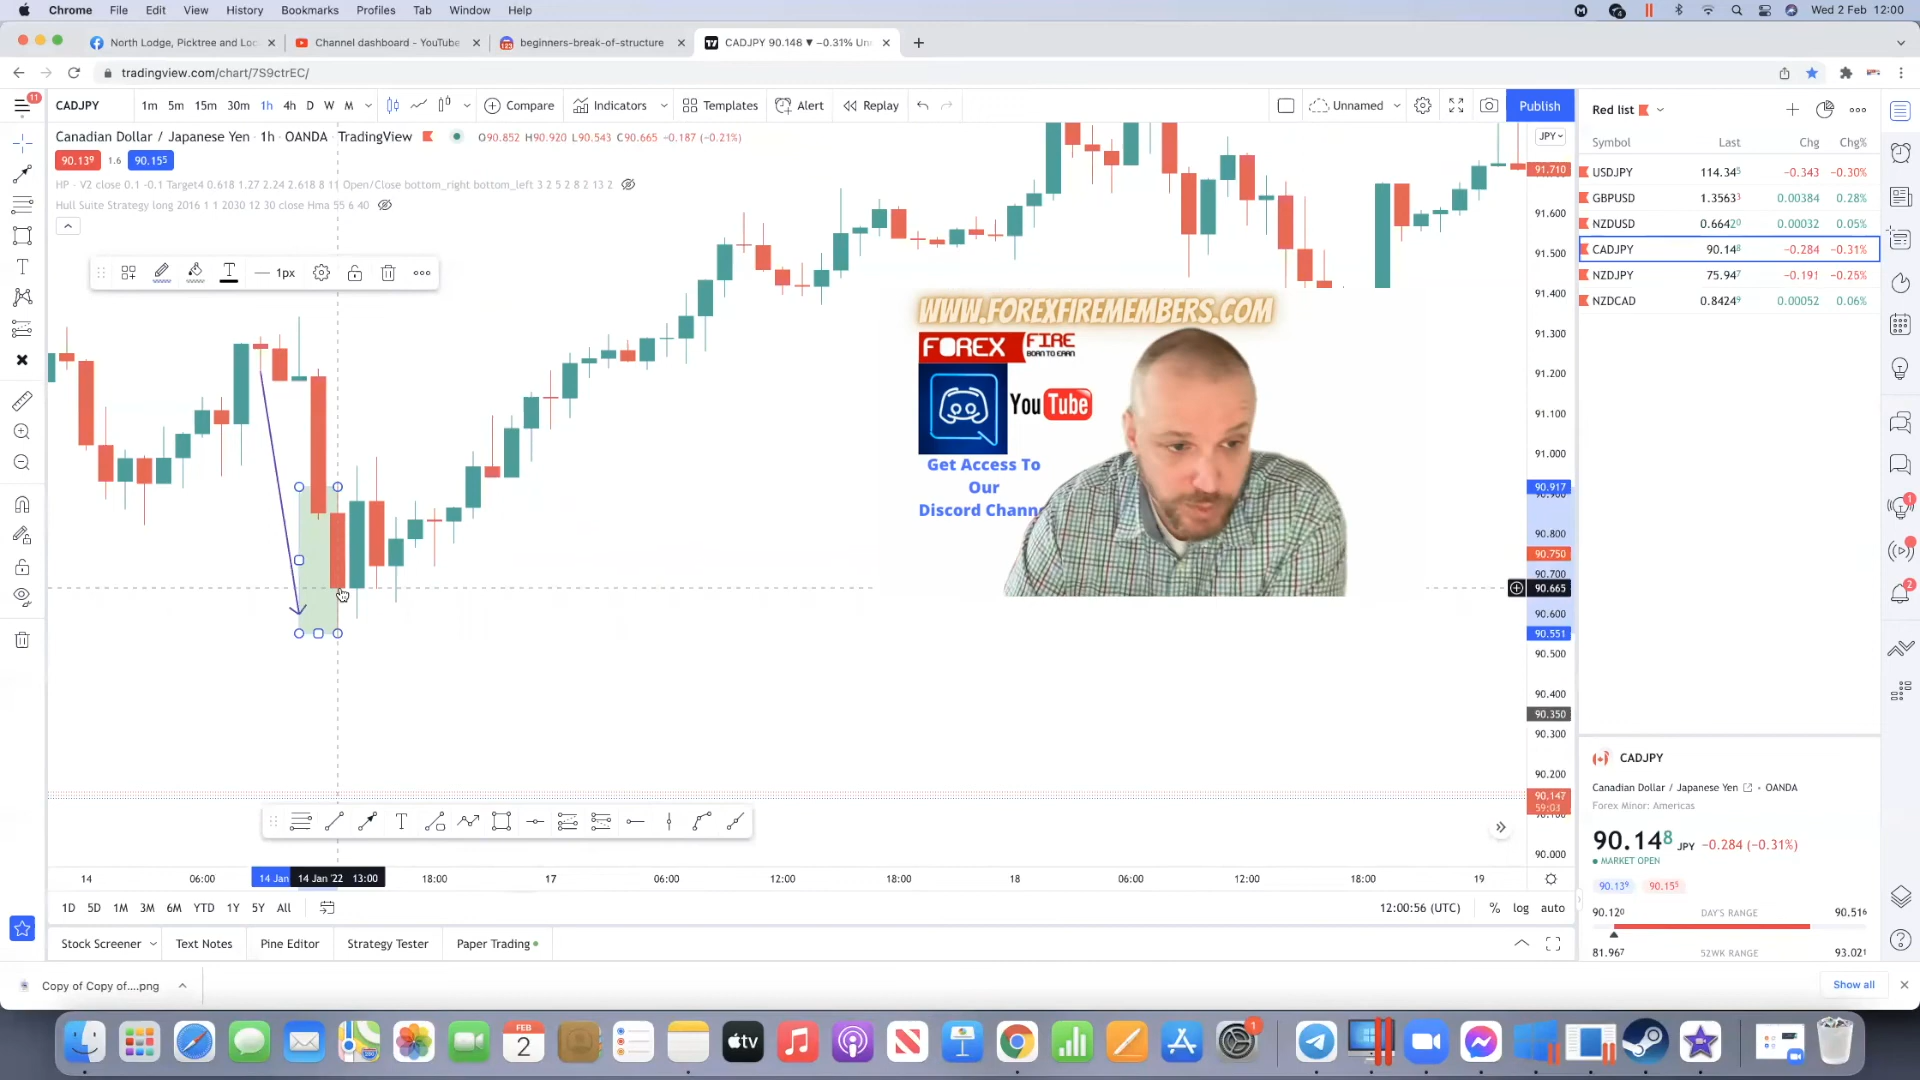 Chrome File Edit View History Bookmarks Profiles Tab Window Help Wed 2 Feb 12:00
North Lodge, Picktree and Loc Channel dashboard - YouTube beginners-break-of-structure CADJPY 90.148 ▼ −0.31% Un
tradingview.com/chart/7S9ctrEC/
11 CADJPY 1m 5m 15m 30m 1h 4h D W M Compare Indicators Templates Alert Replay Unnamed Publish
Red list
Canadian Dollar / Japanese Yen · 1h · OANDA · TradingView O90.852 H90.920 L90.543 C90.665 −0.187 (−0.21%) JPY
Symbol Last Chg Chg%
90.139 1.6 90.155
HP - V2 close 0.1 -0.1 Target4 0.618 1.27 2.24 2.618 8 11 Open/Close bottom_right bottom_left 3 2 5 2 8 2 13 2
Hull Suite Strategy long 2016 1 1 2030 12 30 close Hma 55 6 40
USDJPY 114.345 −0.343 −0.30%
GBPUSD 1.35633 0.00384 0.28%
NZDUSD 0.66420 0.00032 0.05%
CADJPY 90.148 −0.284 −0.31%
NZDJPY 75.947 −0.191 −0.25%
NZDCAD 0.84249 0.00052 0.06%
1px
WWW.FOREXFIREMEMBERS.COM
FOREX FIRE
BORN TO EARN
You Tube
Get Access To
Our
Discord Chann
91.710
91.600
91.500
91.400
91.300
91.200
91.100
91.000
90.917
90.800
90.750
90.700
90.665
90.600
90.551
90.500
90.400
90.350
90.300
90.200
90.147
59:03
90.000
CADJPY
Canadian Dollar / Japanese Yen • OANDA
Forex Minor: Americas
90.148 JPY −0.284 (−0.31%)
MARKET OPEN
90.139 90.155
90.120 DAY'S RANGE 90.516
81.967 52WK RANGE 93.021
14 06:00 14 Jan 14 Jan '22 13:00 18:00 17 06:00 12:00 18:00 18 06:00 12:00 18:00 19
1D 5D 1M 3M 6M YTD 1Y 5Y All 12:00:56 (UTC) % log auto
Stock Screener Text Notes Pine Editor Strategy Tester Paper Trading
Copy of Copy of....png Show all
FEB
2
tv
1